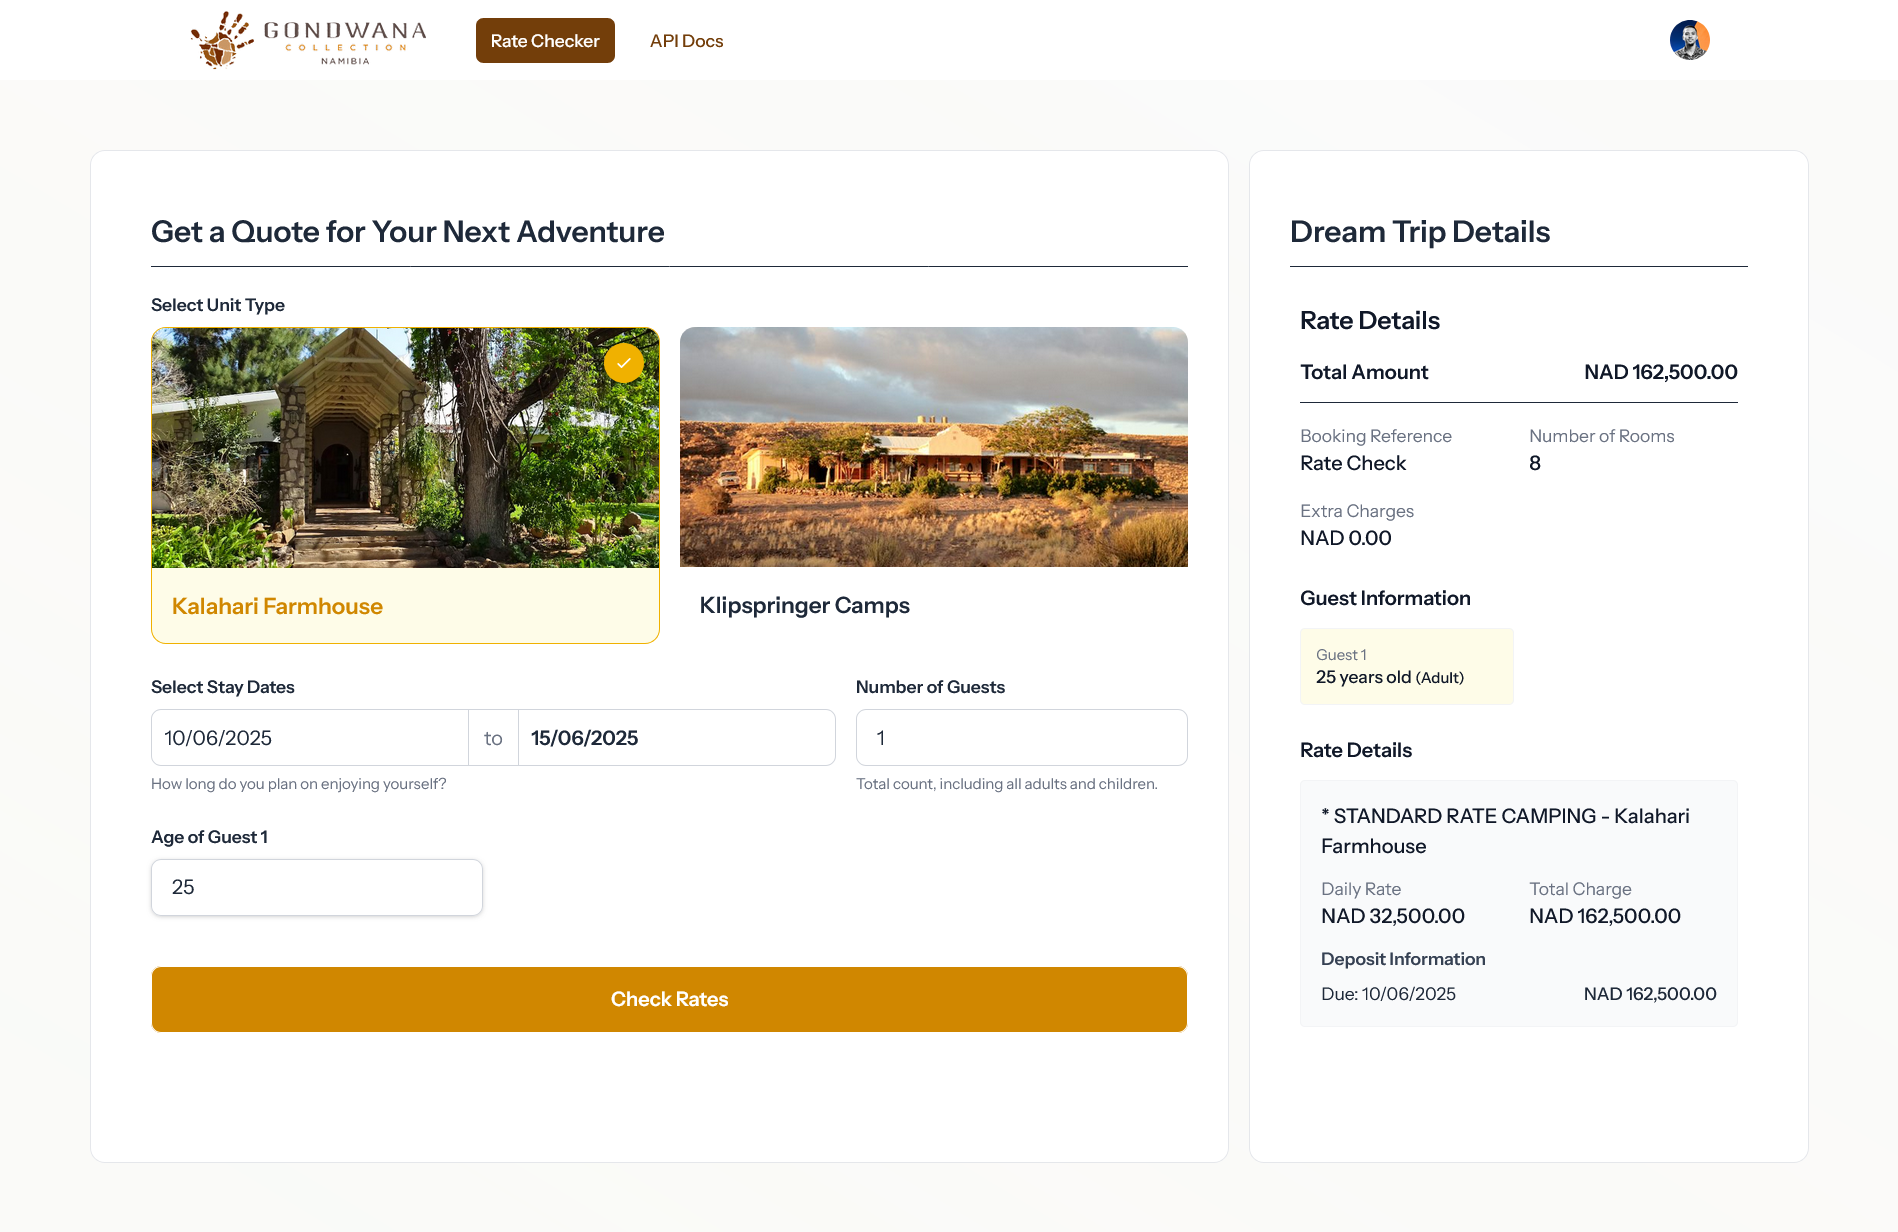 GONDWANA
COLLECTION
NAMIBIA
Rate Checker
API Docs
Get a Quote for Your Next Adventure
Select Unit Type
Kalahari Farmhouse
Klipspringer Camps
Select Stay Dates
10/06/2025 to 15/06/2025
How long do you plan on enjoying yourself?
Number of Guests
1
Total count, including all adults and children.
Age of Guest 1
25
Check Rates
Dream Trip Details
Rate Details
Total Amount NAD 162,500.00
Booking Reference
Rate Check
Number of Rooms
8
Extra Charges
NAD 0.00
Guest Information
Guest 1
25 years old (Adult)
Rate Details
* STANDARD RATE CAMPING - Kalahari
Farmhouse
Daily Rate
NAD 32,500.00
Total Charge
NAD 162,500.00
Deposit Information
Due: 10/06/2025 NAD 162,500.00